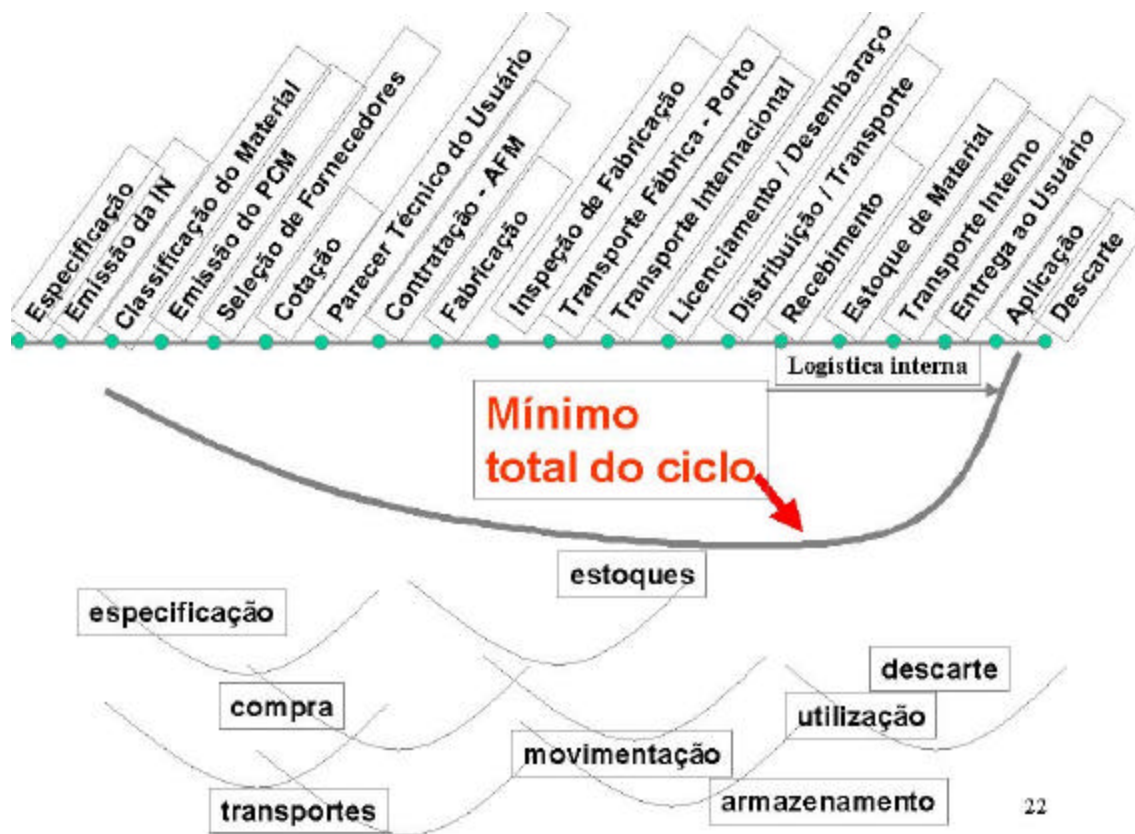 Especificação
Emissão da IN
Classificação do Material
Emissão do PCM
Seleção de Fornecedores
Cotação
Parecer Técnico do Usuário
Contratação - AFM
Fabricação
Inspeção de Fabricação
Transporte Fábrica - Porto
Transporte Internacional
Licenciamento / Desembaraço
Distribuição / Transporte
Recebimento
Estoque de Material
Transporte Interno
Entrega ao Usuário
Aplicação
Descarte
Logística interna
Mínimo
total do ciclo
estoques
especificação
descarte
compra
utilização
movimentação
transportes
armazenamento
22